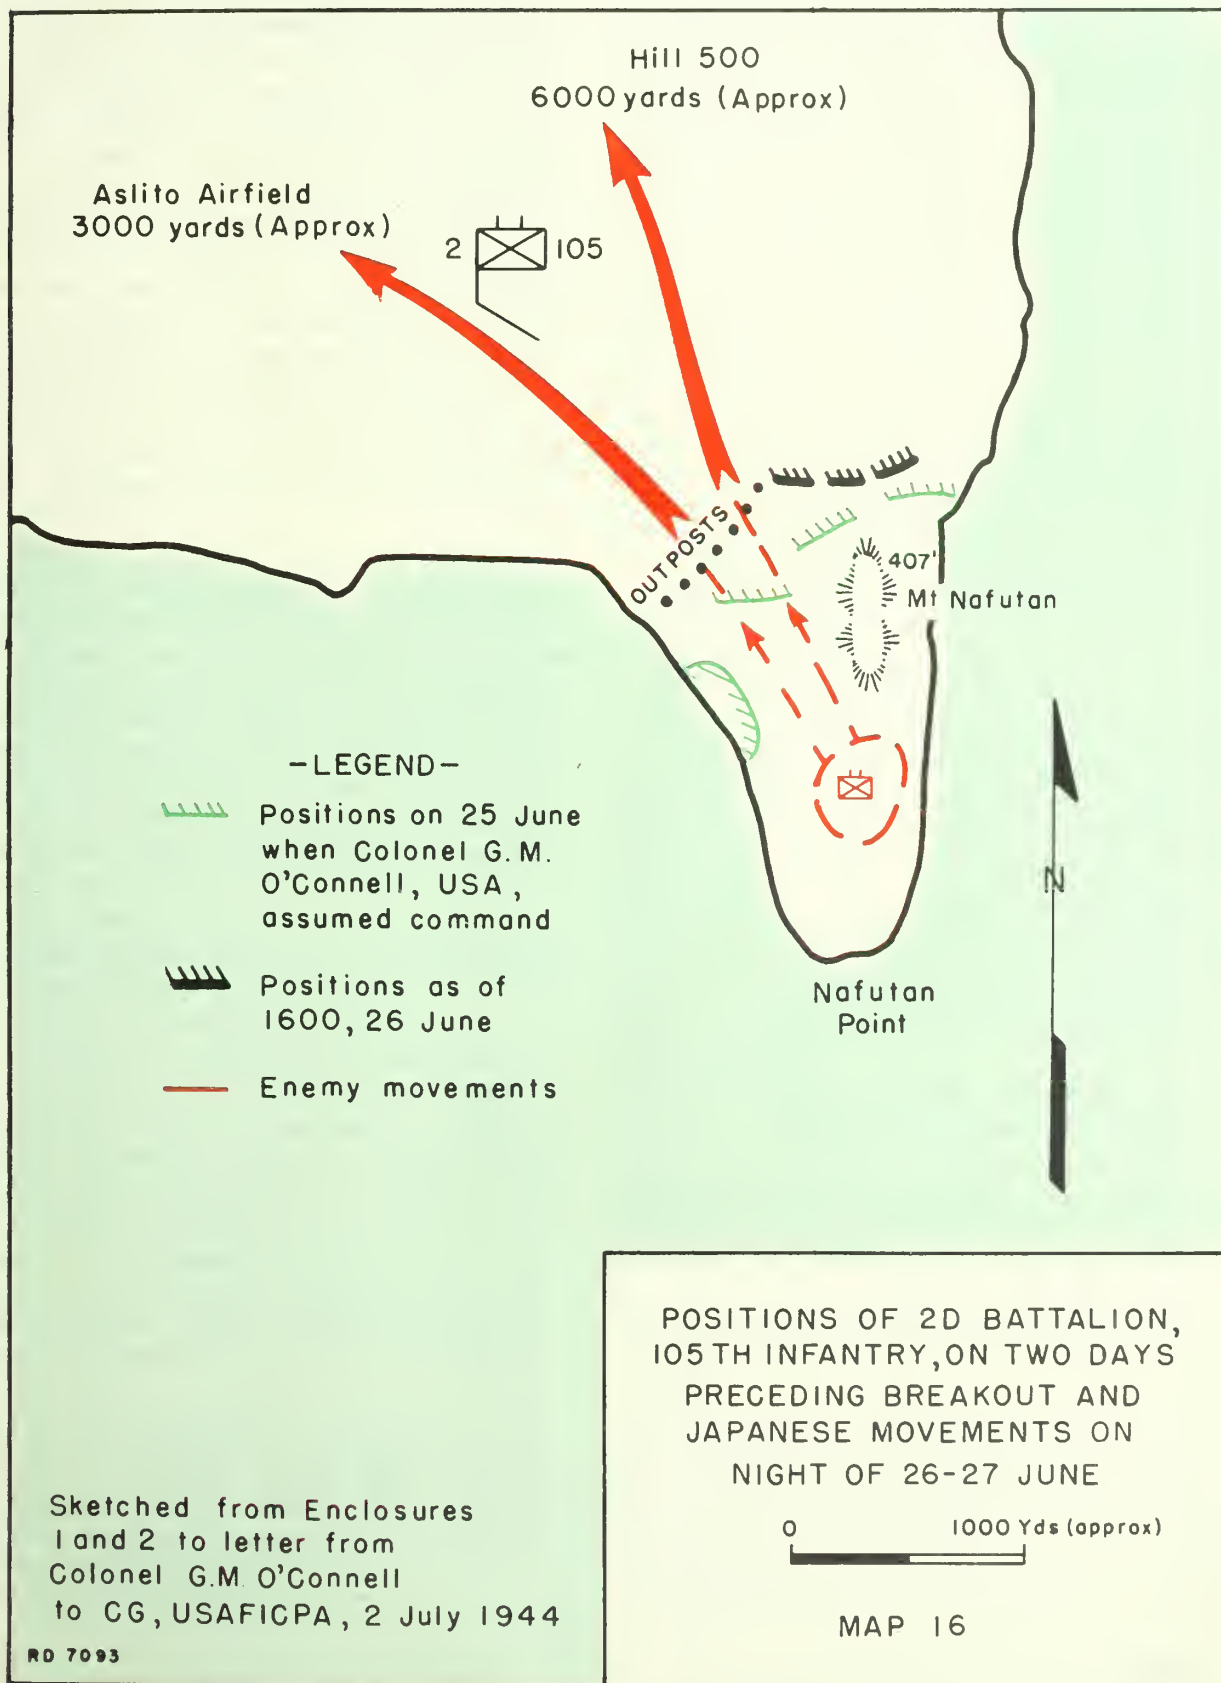 Hill 500
6000 yards (Approx)
Aslito Airfield
3000 yards (Approx)
2 105
OUTPOSTS
407'
Mt Nafutan
-LEGEND-
Positions on 25 June
when Colonel G. M.
O'Connell, USA,
assumed command
Positions as of
1600, 26 June
Enemy movements
Nafutan
Point
N
POSITIONS OF 2D BATTALION,
105TH INFANTRY, ON TWO DAYS
PRECEDING BREAKOUT AND
JAPANESE MOVEMENTS ON
NIGHT OF 26-27 JUNE
0 1000 Yds (approx)
MAP 16
Sketched from Enclosures
1 and 2 to letter from
Colonel G.M. O'Connell
to CG, USAFICPA, 2 July 1944
RD 7093